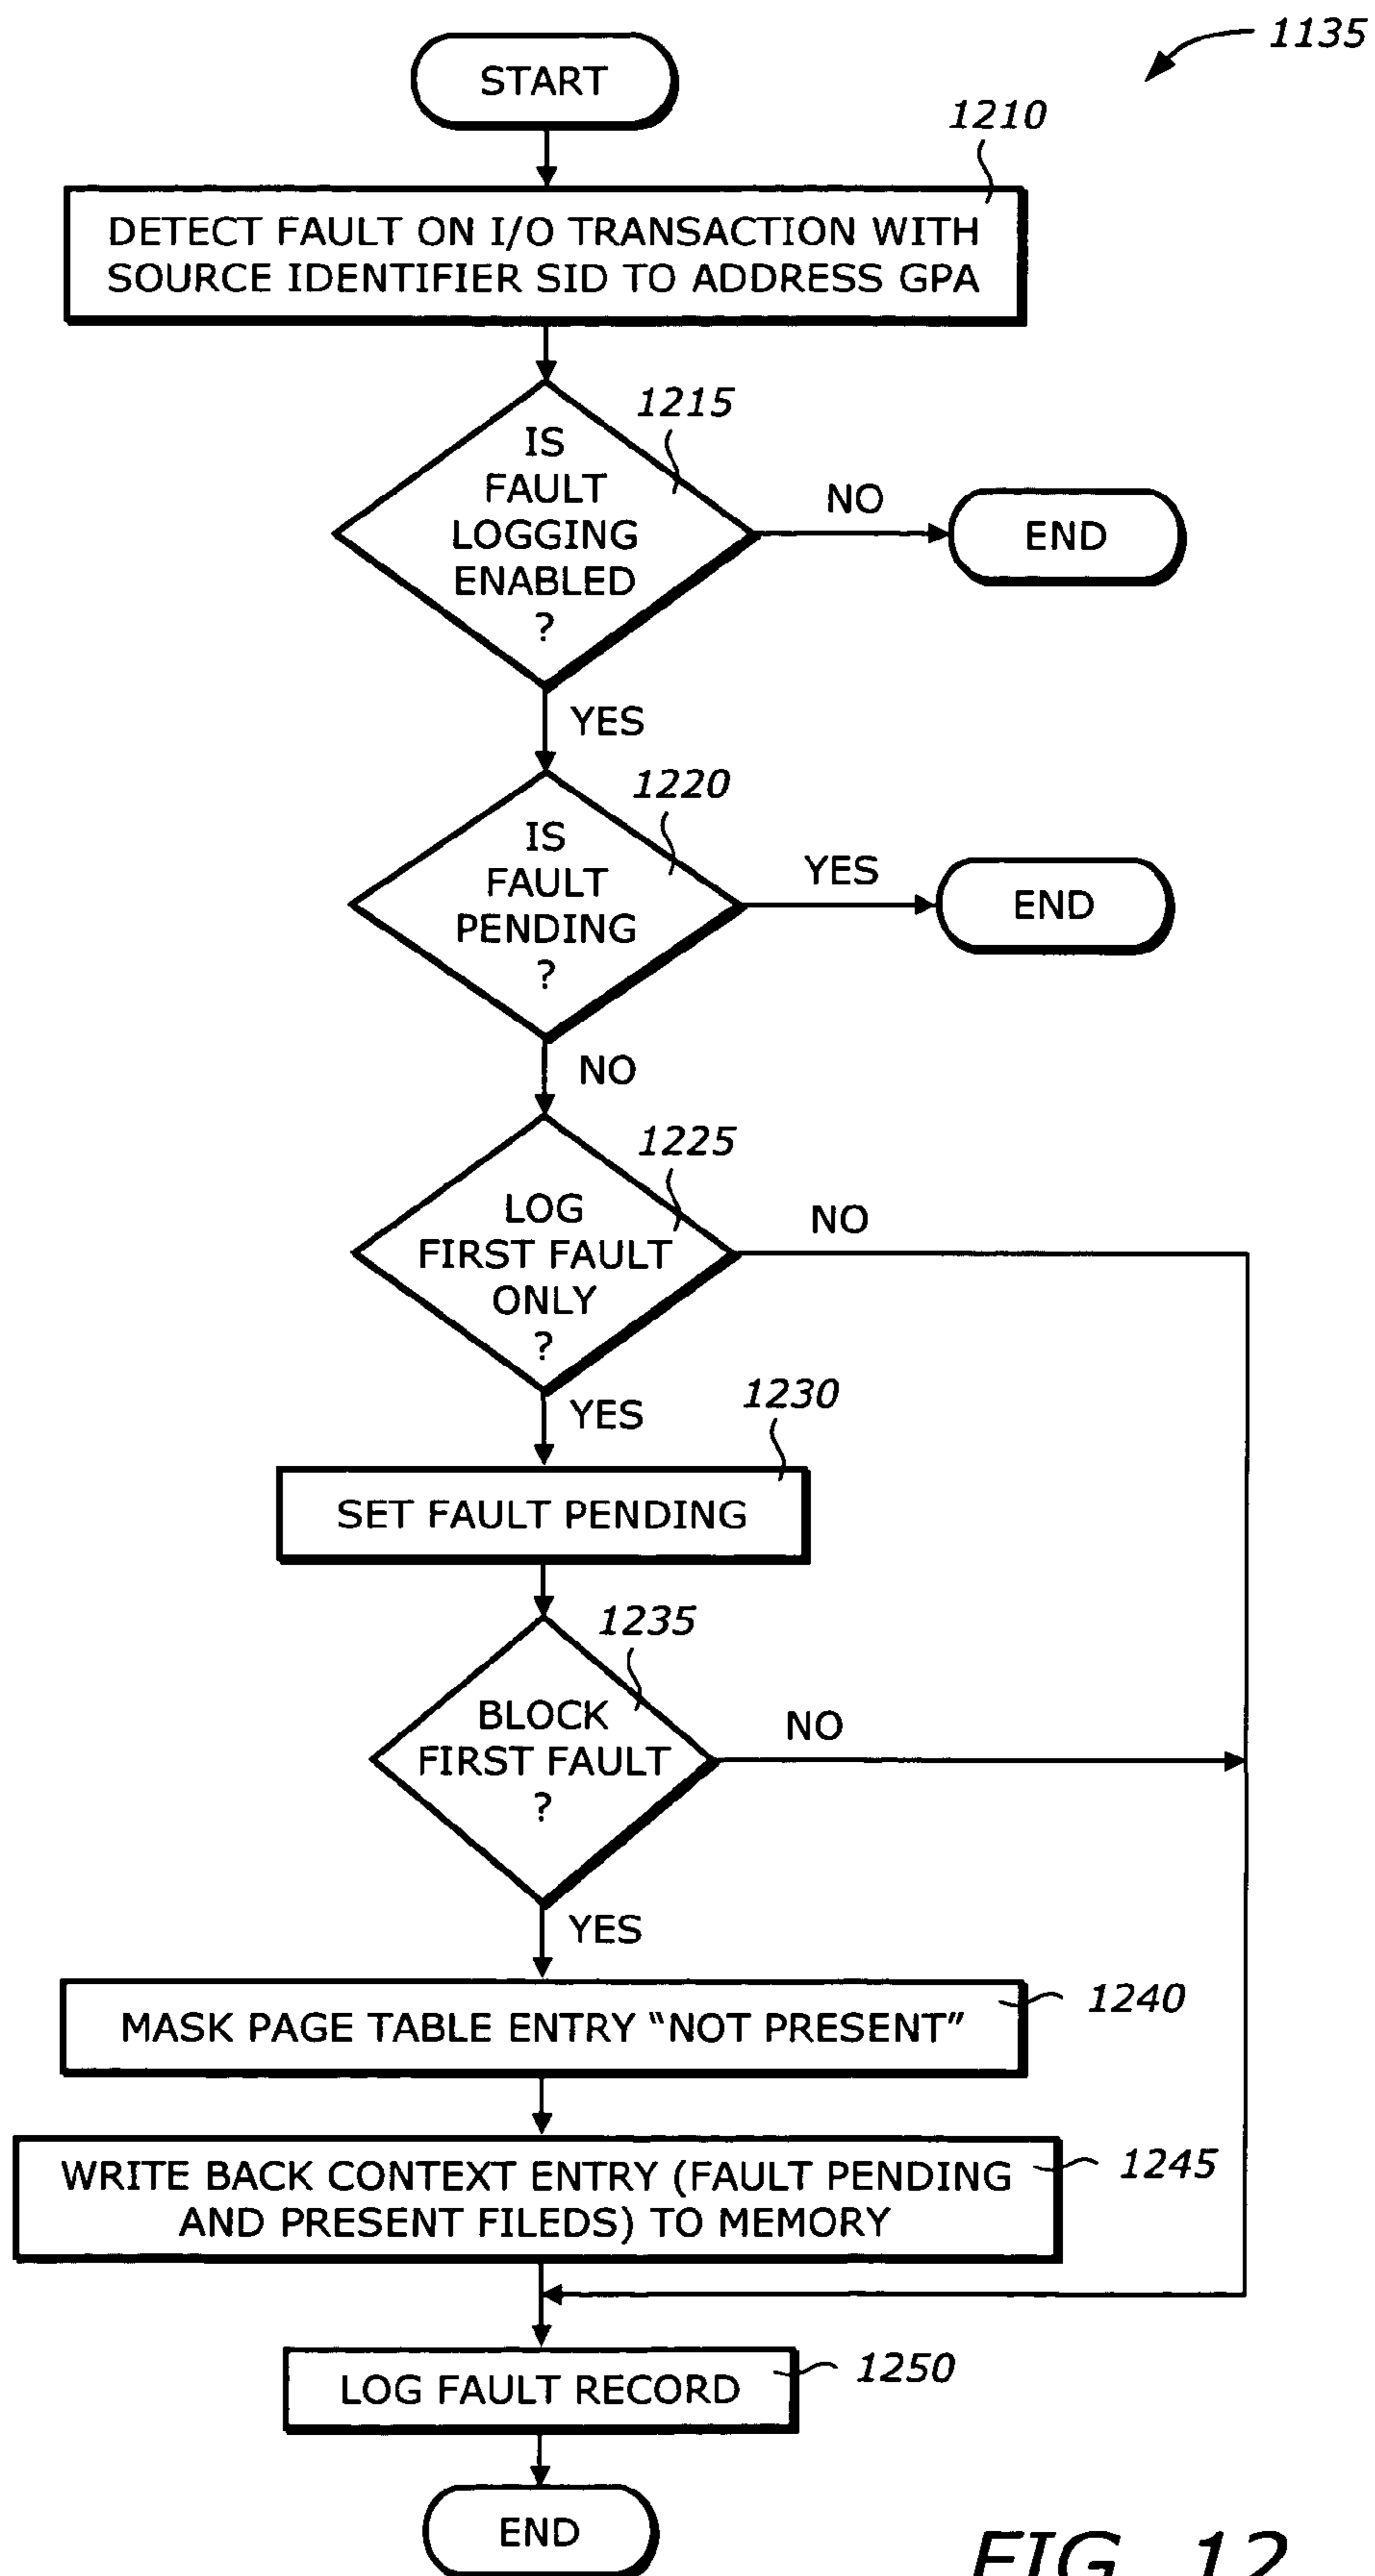 1135
START
1210
DETECT FAULT ON I/O TRANSACTION WITH
SOURCE IDENTIFIER SID TO ADDRESS GPA
1215
IS
FAULT
LOGGING
ENABLED
?
NO
END
YES
1220
IS
FAULT
PENDING
?
YES
END
NO
1225
LOG
FIRST FAULT
ONLY
?
NO
YES
1230
SET FAULT PENDING
1235
BLOCK
FIRST FAULT
?
NO
YES
1240
MASK PAGE TABLE ENTRY “NOT PRESENT”
1245
WRITE BACK CONTEXT ENTRY (FAULT PENDING
AND PRESENT FILEDS) TO MEMORY
1250
LOG FAULT RECORD
END
FIG. 12